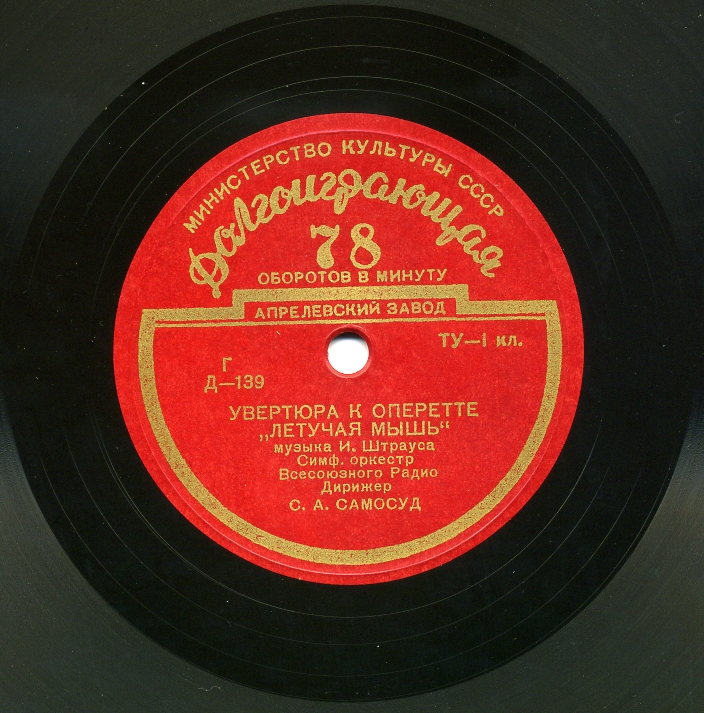 МИНИСТЕРСТВО КУЛЬТУРЫ СССР
Долгоиграющая
78
ОБОРОТОВ В МИНУТУ
АПРЕЛЕВСКИЙ ЗАВОД
ТУ—I кл.
Г
Д—139
УВЕРТЮРА К ОПЕРЕТТЕ
„ЛЕТУЧАЯ МЫШЬ“
музыка И. Штрауса
Симф. оркестр
Всесоюзного Радио
Дирижер
С. А. САМОСУД